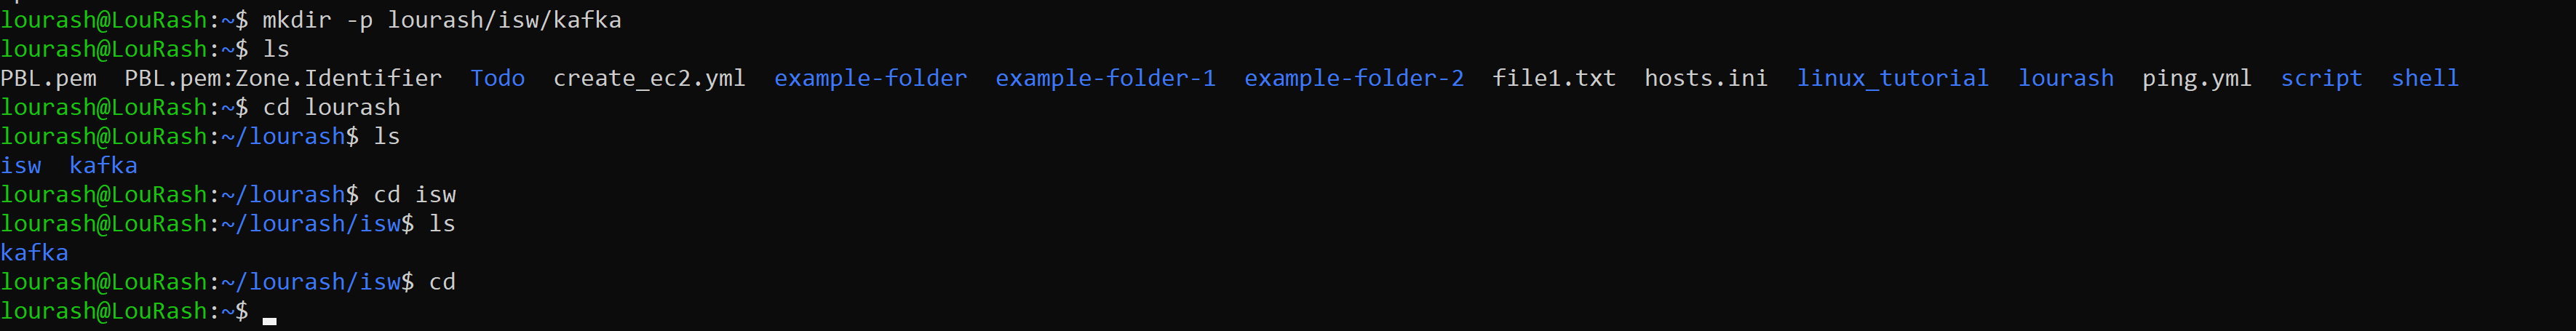 lourash@LouRash:~$ mkdir -p lourash/isw/kafka
lourash@LouRash:~$ ls
PBL.pem  PBL.pem:Zone.Identifier  Todo  create_ec2.yml  example-folder  example-folder-1  example-folder-2  file1.txt  hosts.ini  linux_tutorial  lourash  ping.yml  script  shell
lourash@LouRash:~$ cd lourash
lourash@LouRash:~/lourash$ ls
isw  kafka
lourash@LouRash:~/lourash$ cd isw
lourash@LouRash:~/lourash/isw$ ls
kafka
lourash@LouRash:~/lourash/isw$ cd
lourash@LouRash:~$